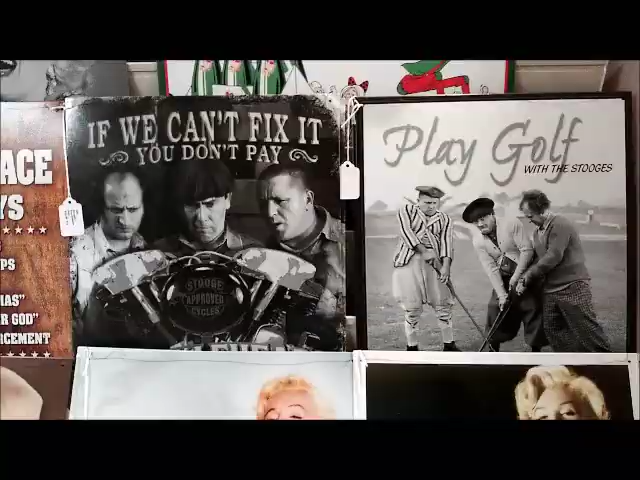 ACE
YS
PS
IAS"
R GOD"
RCEMENT
IF WE CAN'T FIX IT
YOU DON'T PAY
STOOGE
APPROVED
CYCLES
Play Golf
WITH THE STOOGES